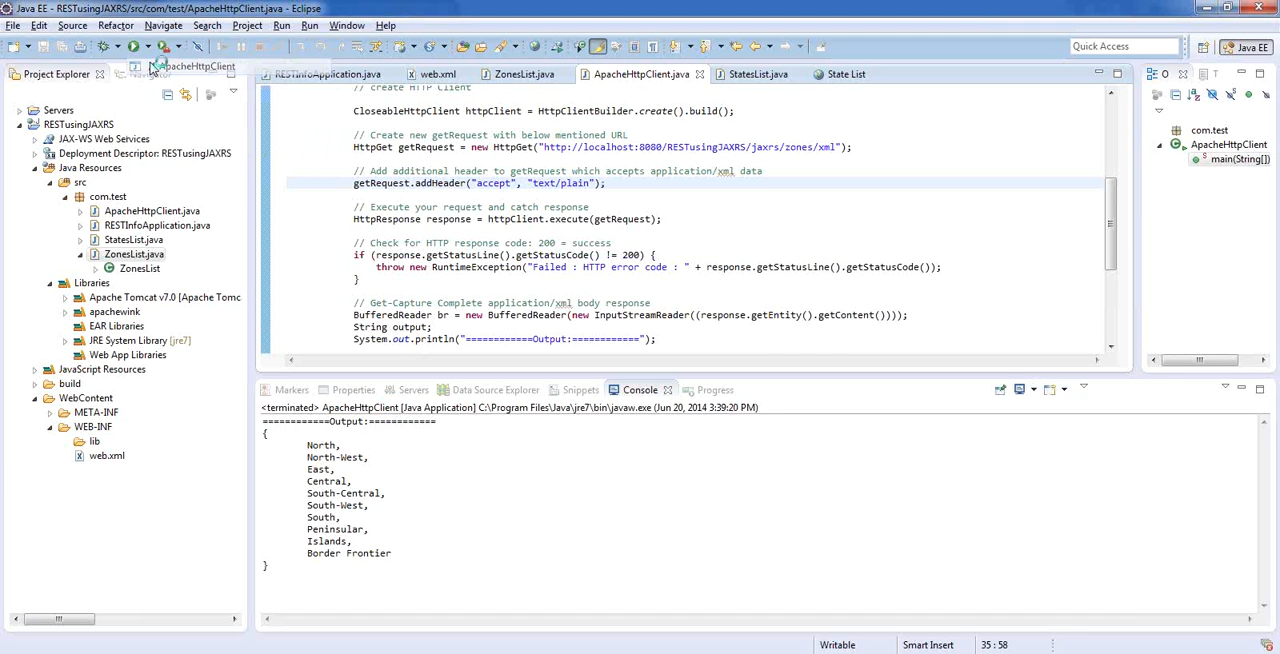 Java EE - RESTusingJAXRS/src/com/test/ApacheHttpClient.java - Eclipse
File Edit Source Refactor Navigate Search Project Run Window Help
Quick Access
Java EE
ApacheHttpClient
Project Explorer
RESTInfoApplication.java
web.xml
ZonesList.java
ApacheHttpClient.java
StatesList.java
State List
Servers
RESTusingJAXRS
JAX-WS Web Services
Deployment Descriptor: RESTusingJAXRS
Java Resources
src
com.test
ApacheHttpClient.java
RESTInfoApplication.java
StatesList.java
ZonesList.java
ZonesList
Libraries
Apache Tomcat v7.0 [Apache Tomc
apachewink
EAR Libraries
JRE System Library [jre7]
Web App Libraries
JavaScript Resources
build
WebContent
META-INF
WEB-INF
lib
web.xml
// create HTTP Client
CloseableHttpClient httpClient = HttpClientBuilder.create().build();
// Create new getRequest with below mentioned URL
HttpGet getRequest = new HttpGet("http://localhost:8080/RESTusingJAXRS/jaxrs/zones/xml");
// Add additional header to getRequest which accepts application/xml data
getRequest.addHeader("accept", "text/plain");
// Execute your request and catch response
HttpResponse response = httpClient.execute(getRequest);
// Check for HTTP response code: 200 = success
if (response.getStatusLine().getStatusCode() != 200) {
throw new RuntimeException("Failed : HTTP error code : " + response.getStatusLine().getStatusCode());
}
// Get-Capture Complete application/xml body response
BufferedReader br = new BufferedReader(new InputStreamReader((response.getEntity().getContent())));
String output;
System.out.println("============Output:============");
O
T
com.test
ApacheHttpClient
main(String[])
Markers
Properties
Servers
Data Source Explorer
Snippets
Console
Progress
<terminated> ApacheHttpClient [Java Application] C:\Program Files\Java\jre7\bin\javaw.exe (Jun 20, 2014 3:39:20 PM)
============Output:============
{
North,
North-West,
East,
Central,
South-Central,
South-West,
South,
Peninsular,
Islands,
Border Frontier
}
Writable
Smart Insert
35 : 58